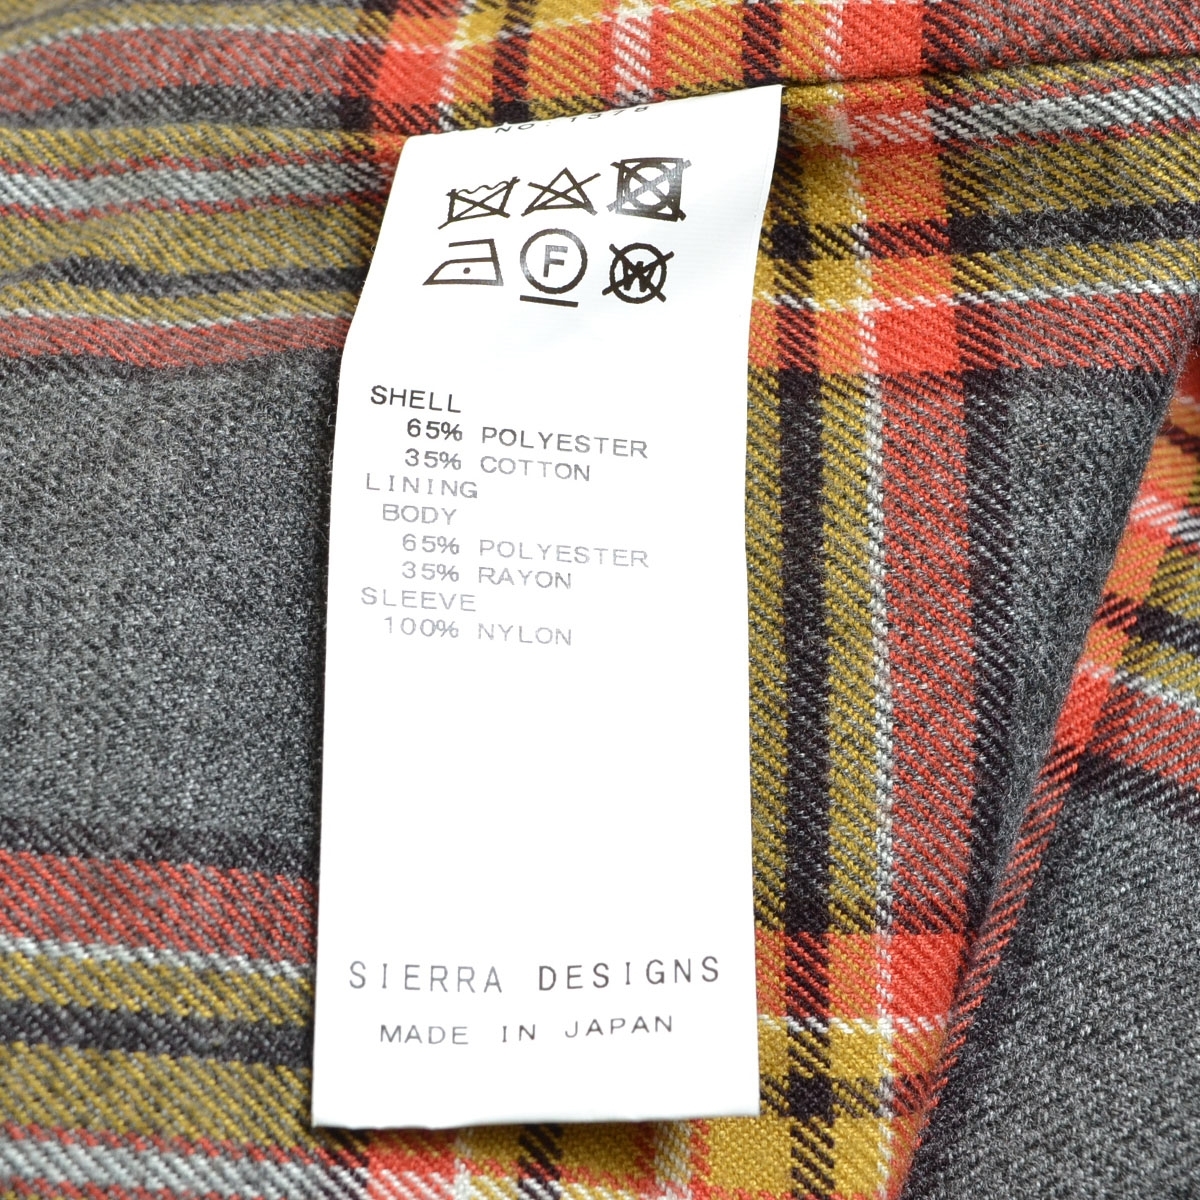 F
W
SHELL
65% POLYESTER
35% COTTON
LINING
BODY
65% POLYESTER
35% RAYON
SLEEVE
100% NYLON
SIERRA DESIGNS
MADE IN JAPAN